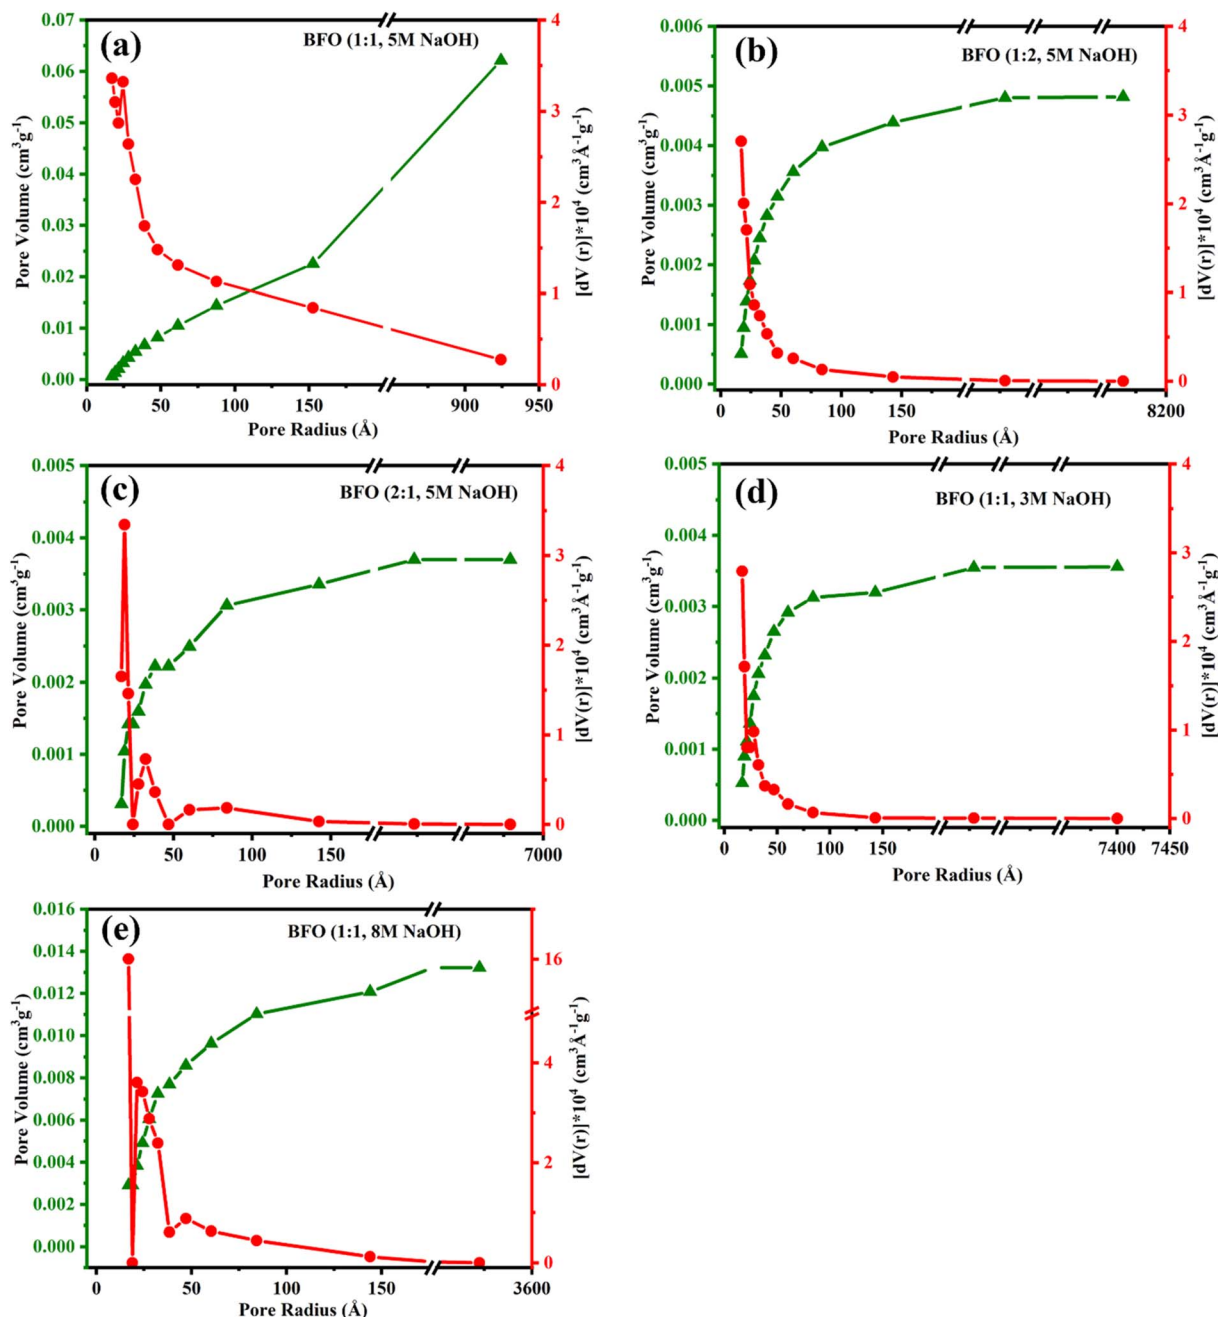 (a)
BFO (1:1, 5M NaOH)
Pore Volume (cm³g⁻¹)
0.07
0.06
0.05
0.04
0.03
0.02
0.01
0.00
4
3
2
1
0
[dV (r)]*10⁴ (cm³Å⁻¹g⁻¹)
0 50 100 150 900 950
Pore Radius (Å)
(b)
BFO (1:2, 5M NaOH)
Pore Volume (cm³g⁻¹)
0.006
0.005
0.004
0.003
0.002
0.001
0.000
4
3
2
1
0
[dV(r)]*10⁴ (cm³Å⁻¹g⁻¹)
0 50 100 150 8200
Pore Radius (Å)
(c)
BFO (2:1, 5M NaOH)
Pore Volume (cm³g⁻¹)
0.005
0.004
0.003
0.002
0.001
0.000
4
3
2
1
0
[dV(r)]*10⁴ (cm³Å⁻¹g⁻¹)
0 50 100 150 7000
Pore Radius (Å)
(d)
BFO (1:1, 3M NaOH)
Pore Volume (cm³g⁻¹)
0.005
0.004
0.003
0.002
0.001
0.000
4
3
2
1
0
[dV(r)]*10⁴ (cm³Å⁻¹g⁻¹)
0 50 100 150 7400 7450
Pore Radius (Å)
(e)
BFO (1:1, 8M NaOH)
Pore Volume (cm³g⁻¹)
0.016
0.014
0.012
0.010
0.008
0.006
0.004
0.002
0.000
16
4
2
0
[dV(r)]*10⁴ (cm³Å⁻¹g⁻¹)
0 50 100 150 3600
Pore Radius (Å)